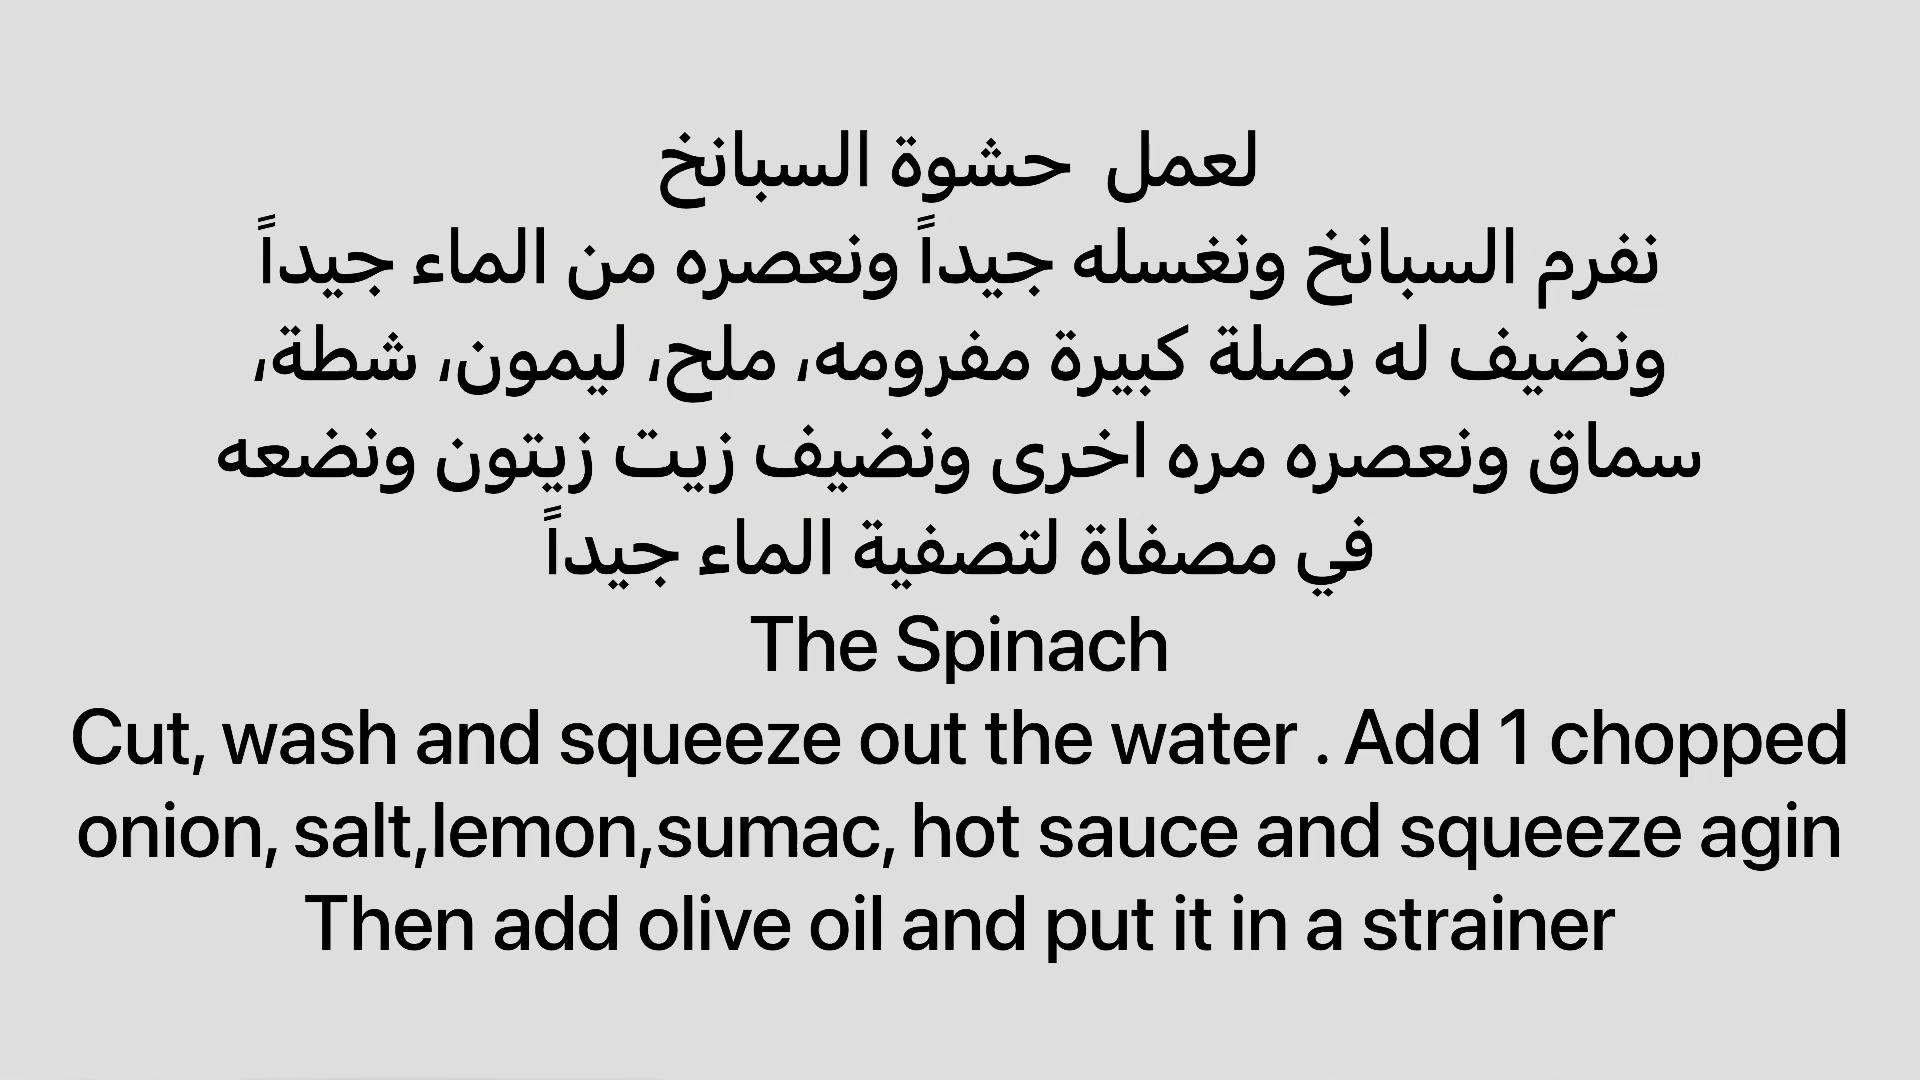 لعمل حشوة السبانخ
نفرم السبانخ ونغسله جيداً ونعصره من الماء جيداً
ونضيف له بصلة كبيرة مفرومه، ملح، ليمون، شطة،
سماق ونعصره مره اخرى ونضيف زيت زيتون ونضعه
في مصفاة لتصفية الماء جيداً
The Spinach
Cut, wash and squeeze out the water . Add 1 chopped
onion, salt,lemon,sumac, hot sauce and squeeze agin
Then add olive oil and put it in a strainer